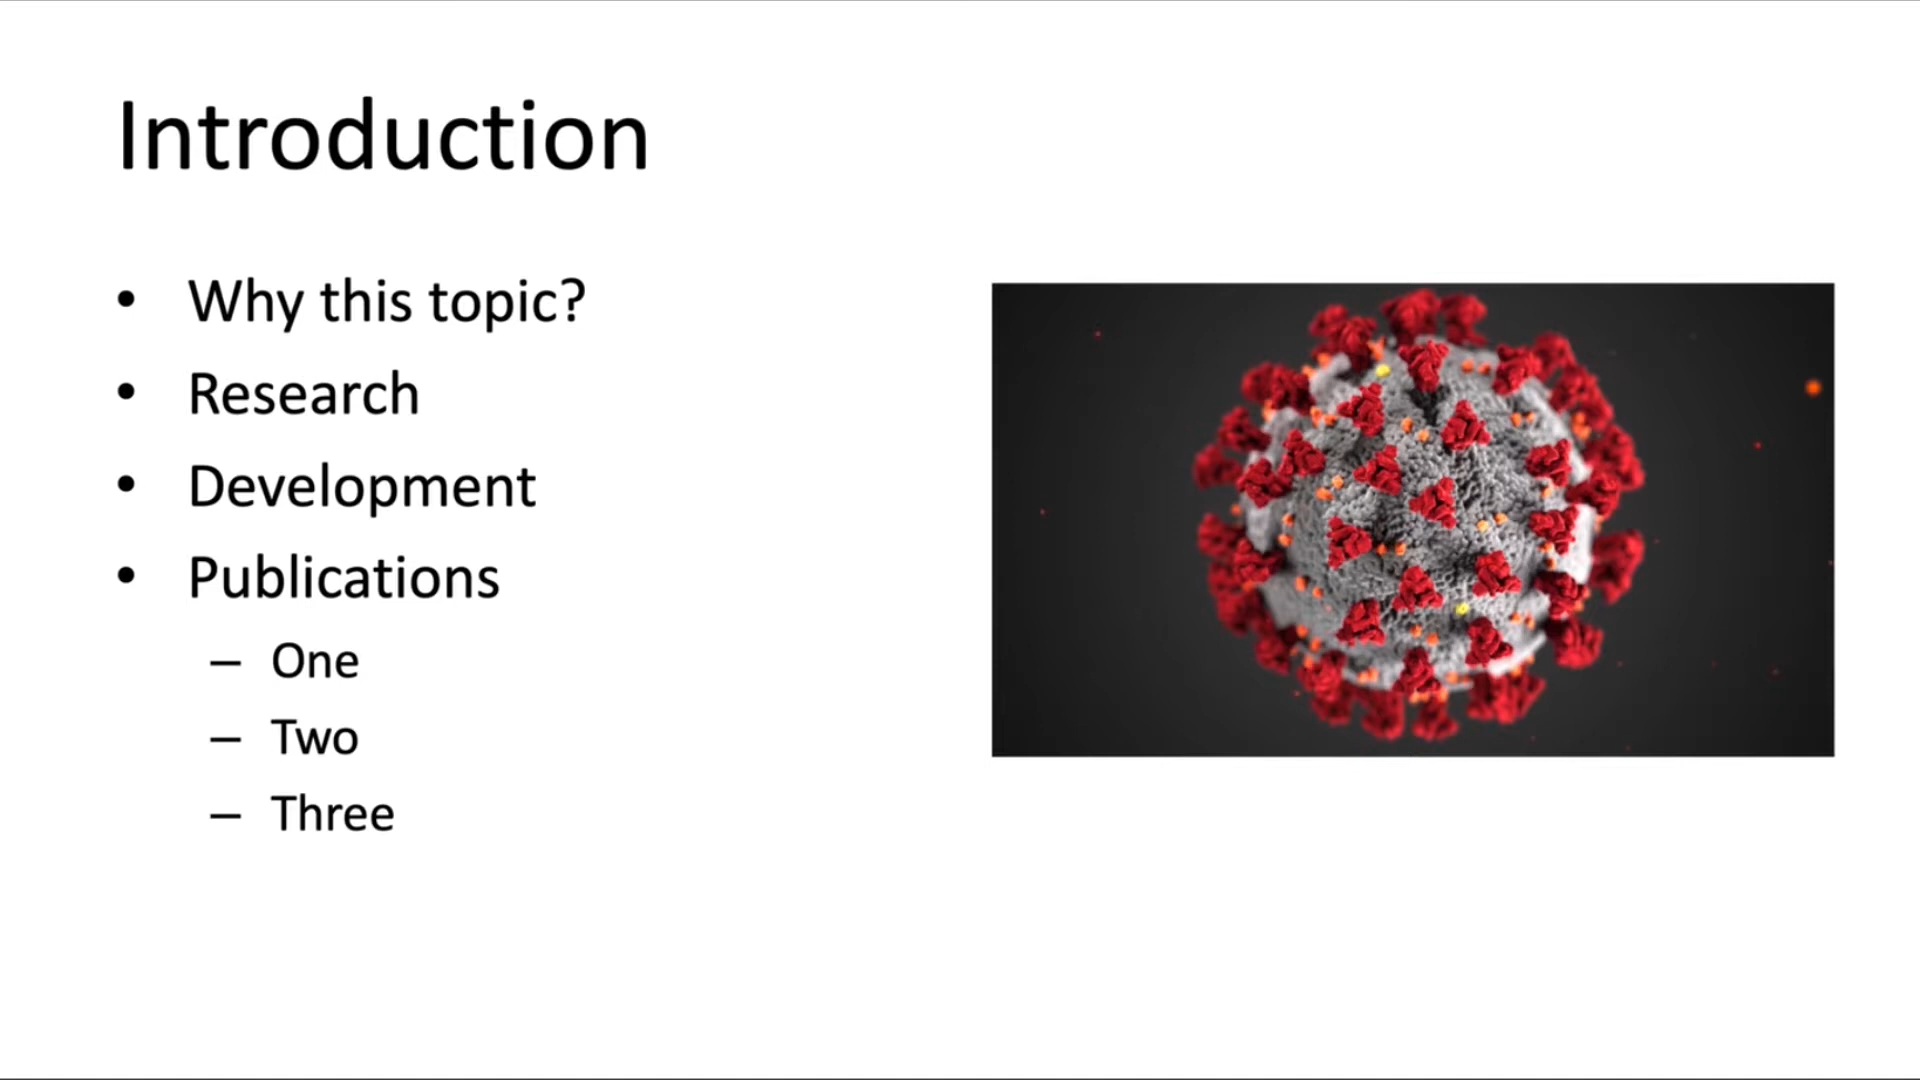 Introduction
• Why this topic?
• Research
• Development
• Publications
– One
– Two
– Three